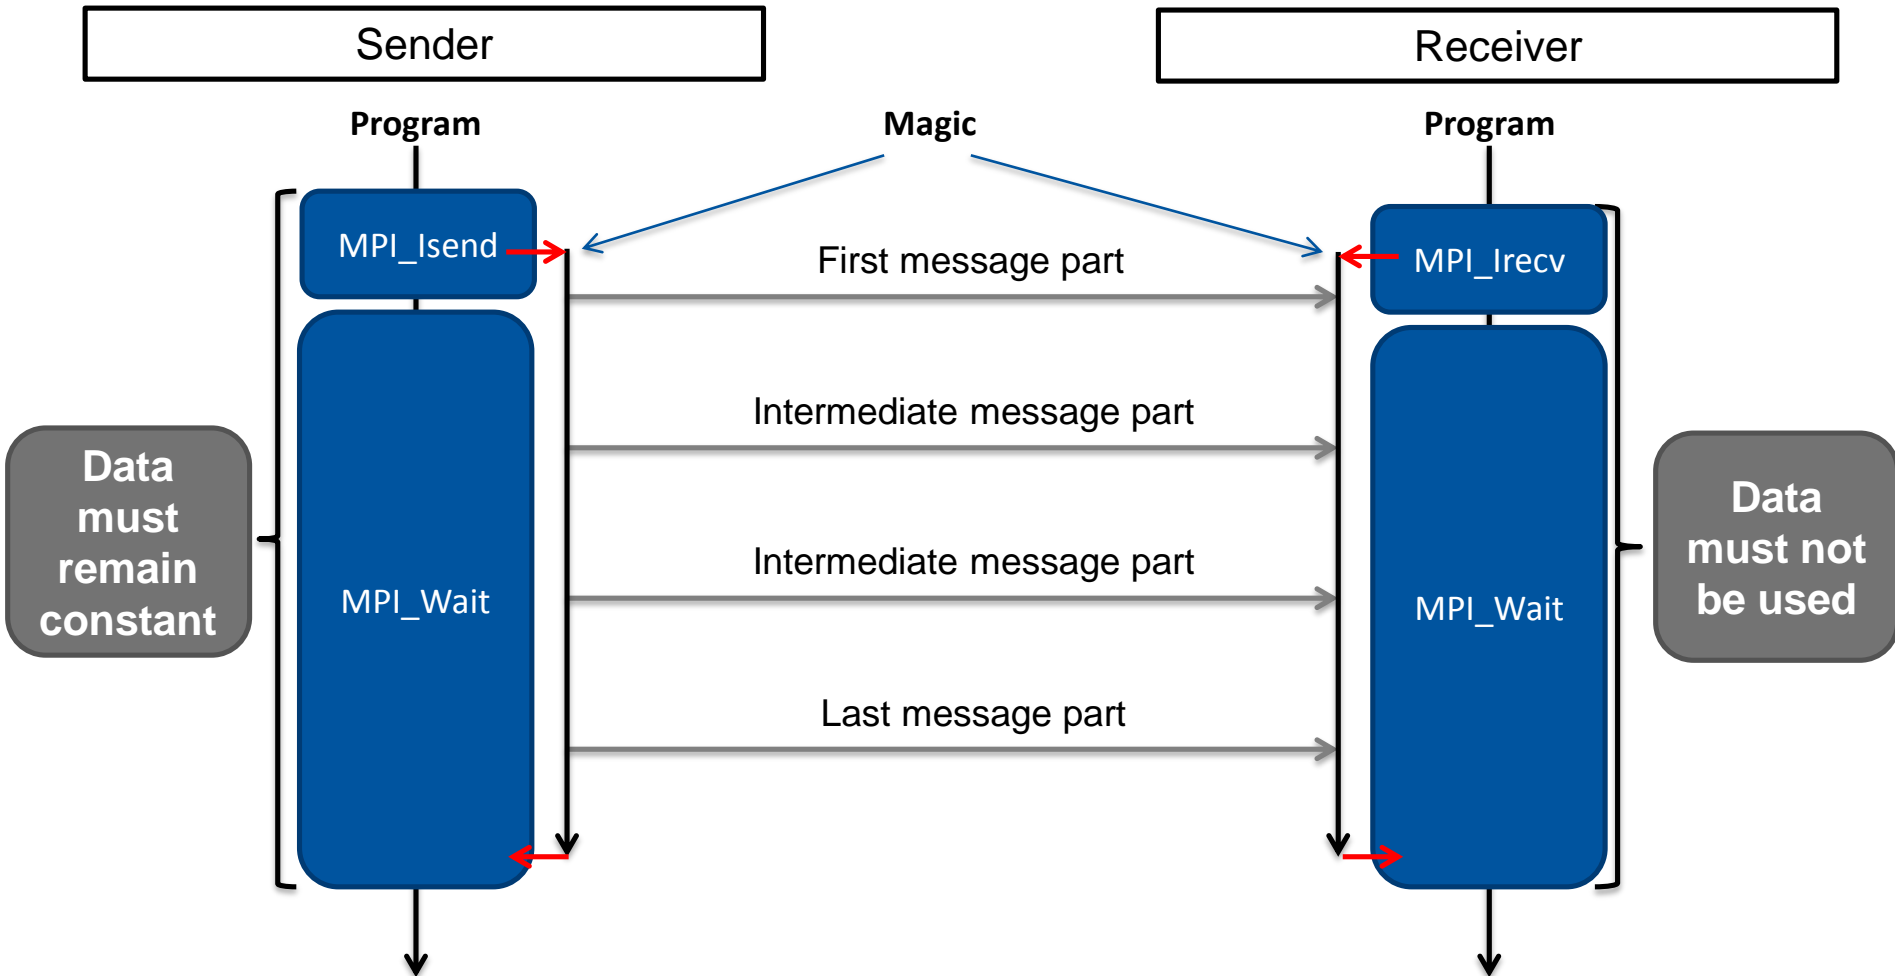 Sender
Receiver
Program
Magic
Program
MPI_Isend
First message part
MPI_Irecv
Intermediate message part
Data
must
remain
constant
Data
must not
be used
Intermediate message part
MPI_Wait
MPI_Wait
Last message part